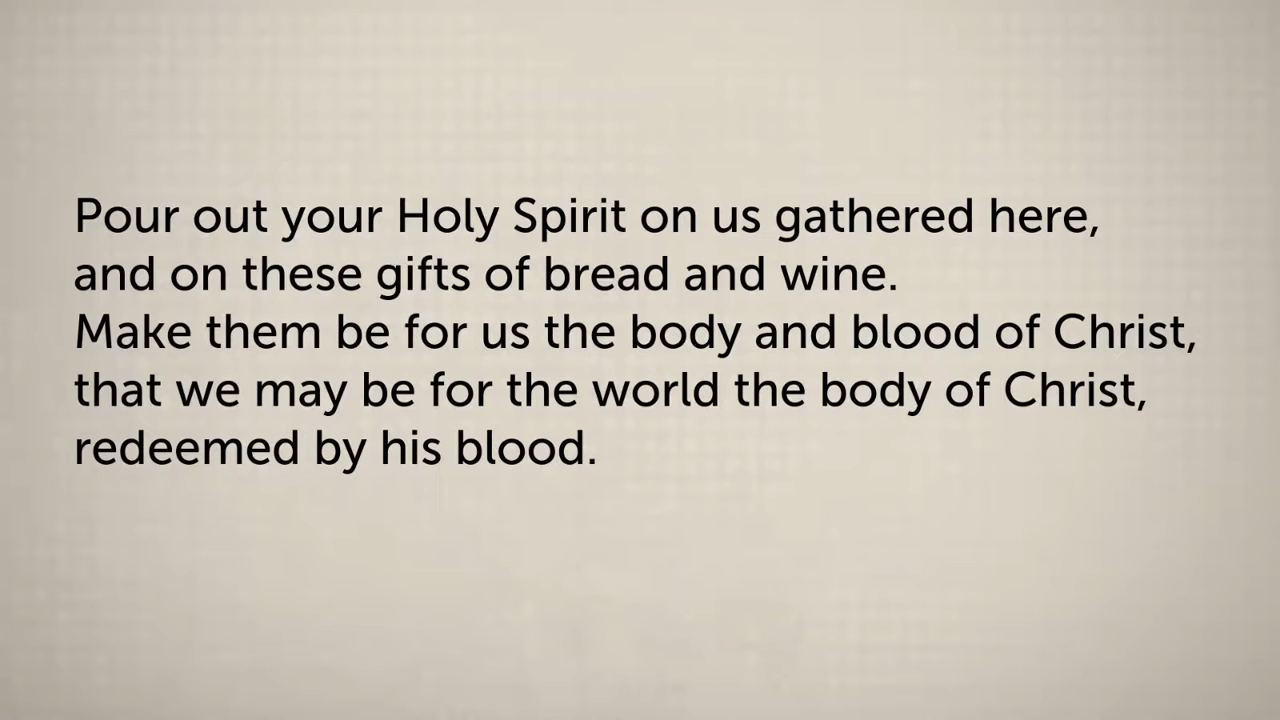 Pour out your Holy Spirit on us gathered here,
and on these gifts of bread and wine.
Make them be for us the body and blood of Christ,
that we may be for the world the body of Christ,
redeemed by his blood.